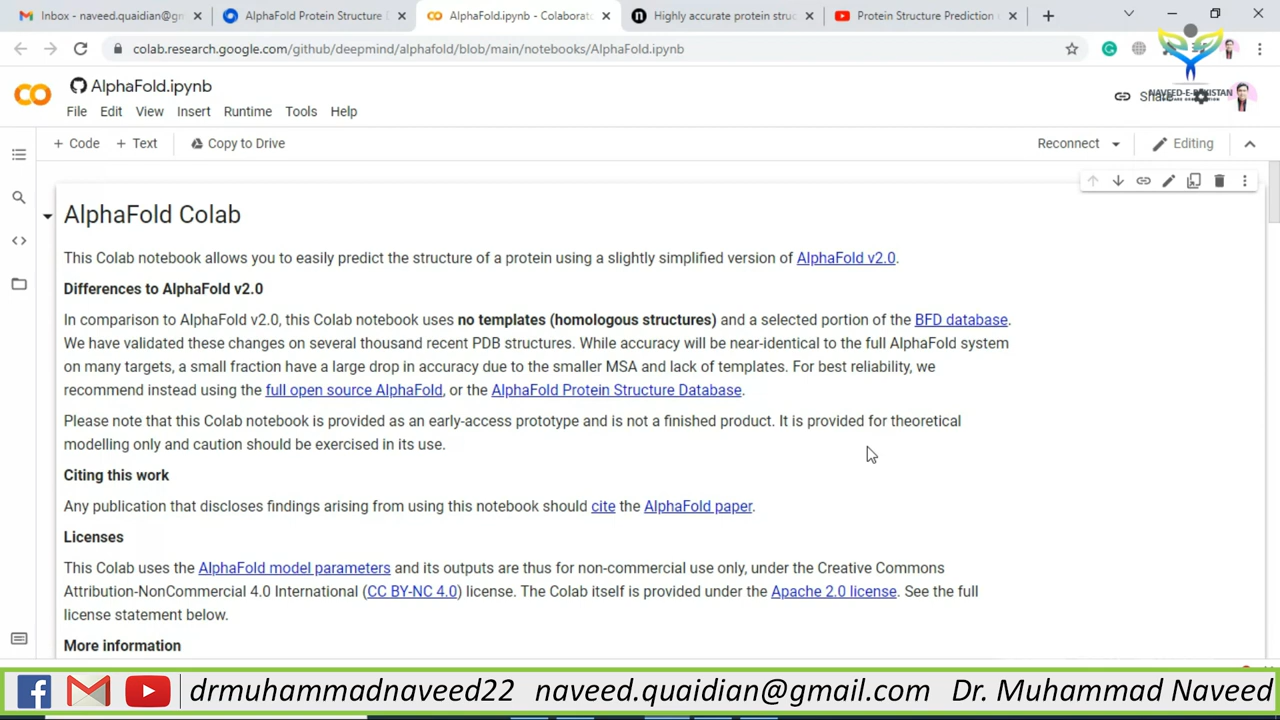 Inbox - naveed.quaidian@gm
AlphaFold Protein Structure D
AlphaFold.ipynb - Colaborato
Highly accurate protein struc
Protein Structure Prediction
colab.research.google.com/github/deepmind/alphafold/blob/main/notebooks/AlphaFold.ipynb
AlphaFold.ipynb
Share
NAVEED-E-PAKISTAN
File Edit View Insert Runtime Tools Help
+ Code + Text Copy to Drive Reconnect Editing
AlphaFold Colab
This Colab notebook allows you to easily predict the structure of a protein using a slightly simplified version of AlphaFold v2.0.
Differences to AlphaFold v2.0
In comparison to AlphaFold v2.0, this Colab notebook uses no templates (homologous structures) and a selected portion of the BFD database.
We have validated these changes on several thousand recent PDB structures. While accuracy will be near-identical to the full AlphaFold system
on many targets, a small fraction have a large drop in accuracy due to the smaller MSA and lack of templates. For best reliability, we
recommend instead using the full open source AlphaFold, or the AlphaFold Protein Structure Database.
Please note that this Colab notebook is provided as an early-access prototype and is not a finished product. It is provided for theoretical
modelling only and caution should be exercised in its use.
Citing this work
Any publication that discloses findings arising from using this notebook should cite the AlphaFold paper.
Licenses
This Colab uses the AlphaFold model parameters and its outputs are thus for non-commercial use only, under the Creative Commons
Attribution-NonCommercial 4.0 International (CC BY-NC 4.0) license. The Colab itself is provided under the Apache 2.0 license. See the full
license statement below.
More information
drmuhammadnaveed22 naveed.quaidian@gmail.com Dr. Muhammad Naveed